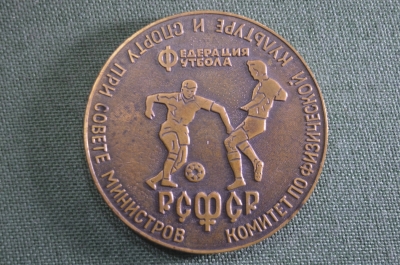 КОМИТЕТ ПО ФИЗИЧЕСКОЙ КУЛЬТУРЕ И СПОРТУ ПРИ СОВЕТЕ МИНИСТРОВ
ФЕДЕРАЦИЯ
ФУТБОЛА
РСФСР